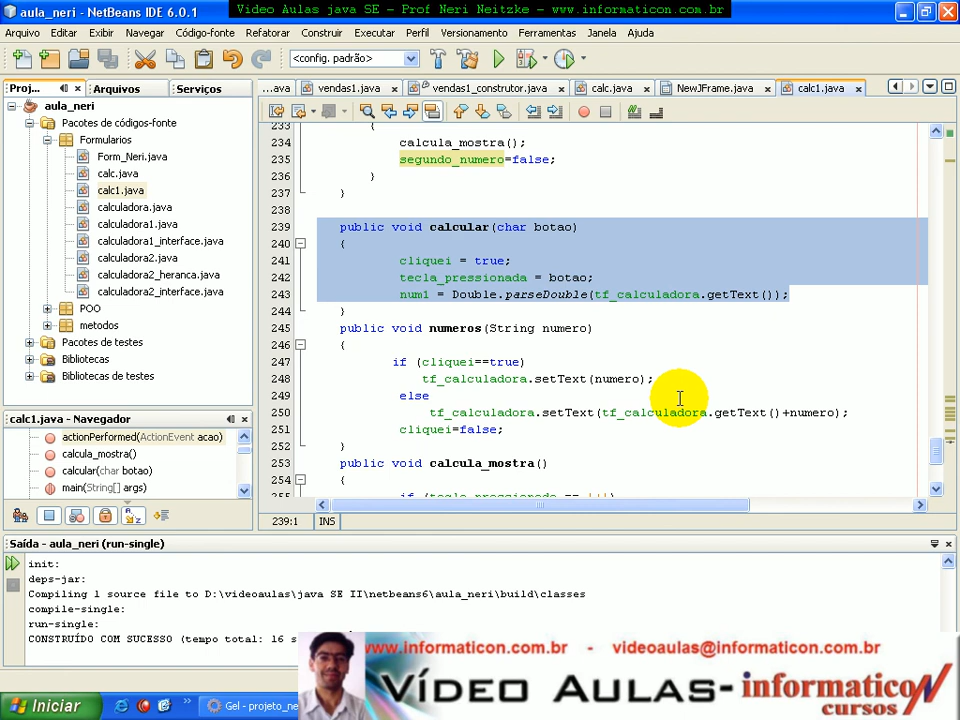 aula_neri - NetBeans IDE 6.0.1
Video Aulas java SE - Prof Neri Neitzke - www.informaticon.com.br
Arquivo Editar Exibir Navegar Código-fonte Refatorar Construir Executar Perfil Versionamento Ferramentas Janela Ajuda
<config. padrão>
Proj... Arquivos Serviços
...ava vendas1.java vendas1_construtor.java calc.java NewJFrame.java calc1.java
aula_neri
Pacotes de códigos-fonte
Formularios
Form_Neri.java
calc.java
calc1.java
calculadora.java
calculadora1.java
calculadora1_interface.java
calculadora2.java
calculadora2_heranca.java
calculadora2_interface.java
POO
metodos
Pacotes de testes
Bibliotecas
Bibliotecas de testes
233 {
234 calcula_mostra();
235 segundo_numero=false;
236 }
237 }
238
239 public void calcular(char botao)
240 {
241 cliquei = true;
242 tecla_pressionada = botao;
243 num1 = Double.parseDouble(tf_calculadora.getText());
244 }
245 public void numeros(String numero)
246 {
247 if (cliquei==true)
248 tf_calculadora.setText(numero);
249 else
250 tf_calculadora.setText(tf_calculadora.getText()+numero);
251 cliquei=false;
252 }
253 public void calcula_mostra()
254 {
255 if (tecla_pressionada == '+')
239:1 INS
calc1.java - Navegador
actionPerformed(ActionEvent acao)
calcula_mostra()
calcular(char botao)
main(String[] args)
Saída - aula_neri (run-single)
init:
deps-jar:
Compiling 1 source file to D:\videoaulas\java SE II\netbeans6\aula_neri\build\classes
compile-single:
run-single:
CONSTRUÍDO COM SUCESSO (tempo total: 16 s
www.informaticon.com.br - videoaulas@informaticon.com.br
VÍDEO AULAS- informaticon
cursos
Iniciar
Gel - projeto_ne